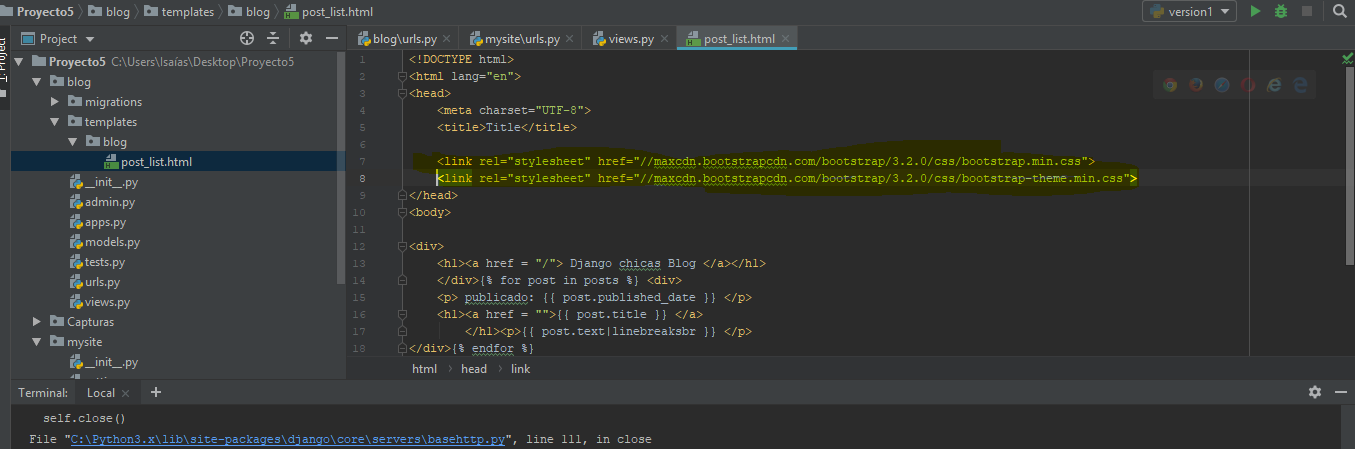 Proyecto5 blog templates blog post_list.html version1
1: Project
Project
blog\urls.py mysite\urls.py views.py post_list.html
Proyecto5 C:\Users\Isaías\Desktop\Proyecto5
blog
migrations
templates
blog
post_list.html
__init__.py
admin.py
apps.py
models.py
tests.py
urls.py
views.py
Capturas
mysite
__init__.py
1 <!DOCTYPE html>
2 <html lang="en">
3 <head>
4 <meta charset="UTF-8">
5 <title>Title</title>
6
7 <link rel="stylesheet" href="//maxcdn.bootstrapcdn.com/bootstrap/3.2.0/css/bootstrap.min.css">
8 <link rel="stylesheet" href="//maxcdn.bootstrapcdn.com/bootstrap/3.2.0/css/bootstrap-theme.min.css">
9 </head>
10 <body>
11
12 <div>
13 <h1><a href = "/"> Django chicas Blog </a></h1>
14 </div>{% for post in posts %} <div>
15 <p> publicado: {{ post.published_date }} </p>
16 <h1><a href = "">{{ post.title }} </a>
17 </h1><p>{{ post.text|linebreaksbr }} </p>
18 </div>{% endfor %}
html head link
Terminal: Local +
self.close()
File "C:\Python3.x\lib\site-packages\django\core\servers\basehttp.py", line 111, in close